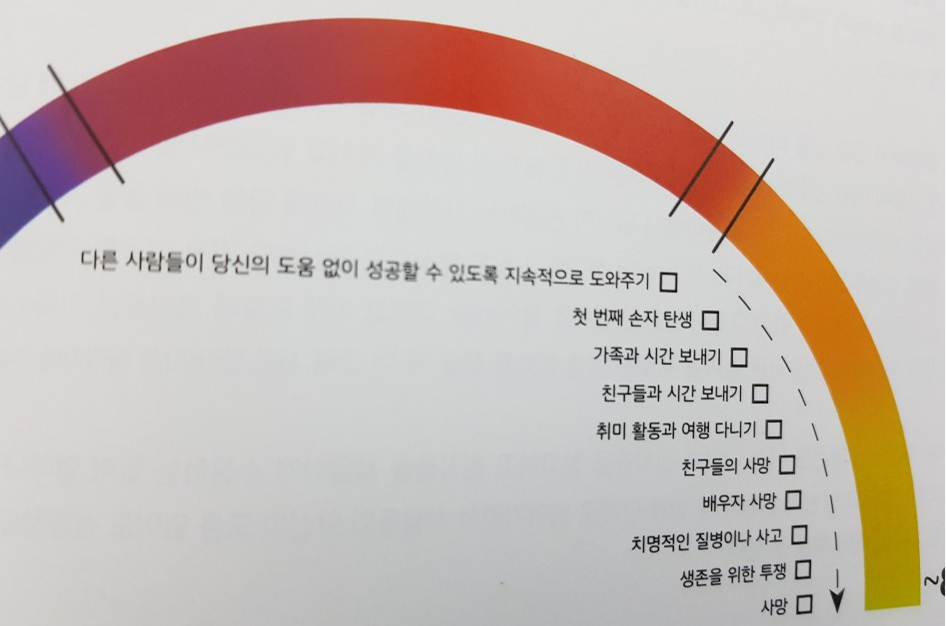 다른 사람들이 당신의 도움 없이 성공할 수 있도록 지속적으로 도와주기 □
첫 번째 손자 탄생 □
가족과 시간 보내기 □
친구들과 시간 보내기 □
취미 활동과 여행 다니기 □
친구들의 사망 □
배우자 사망 □
치명적인 질병이나 사고 □
생존을 위한 투쟁 □
사망 □